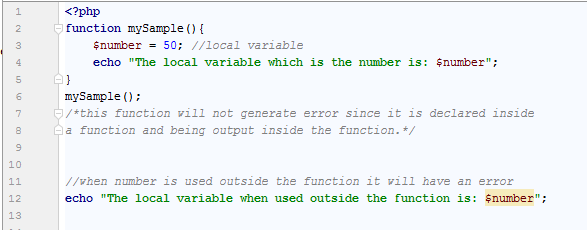 1 <?php
2 function mySample(){
3 $number = 50; //local variable
4 echo "The local variable which is the number is: $number";
5 }
6 mySample();
7 /*this function will not generate error since it is declared inside
8 a function and being output inside the function.*/
9
10
11 //when number is used outside the function it will have an error
12 echo "The local variable when used outside the function is: $number";
13